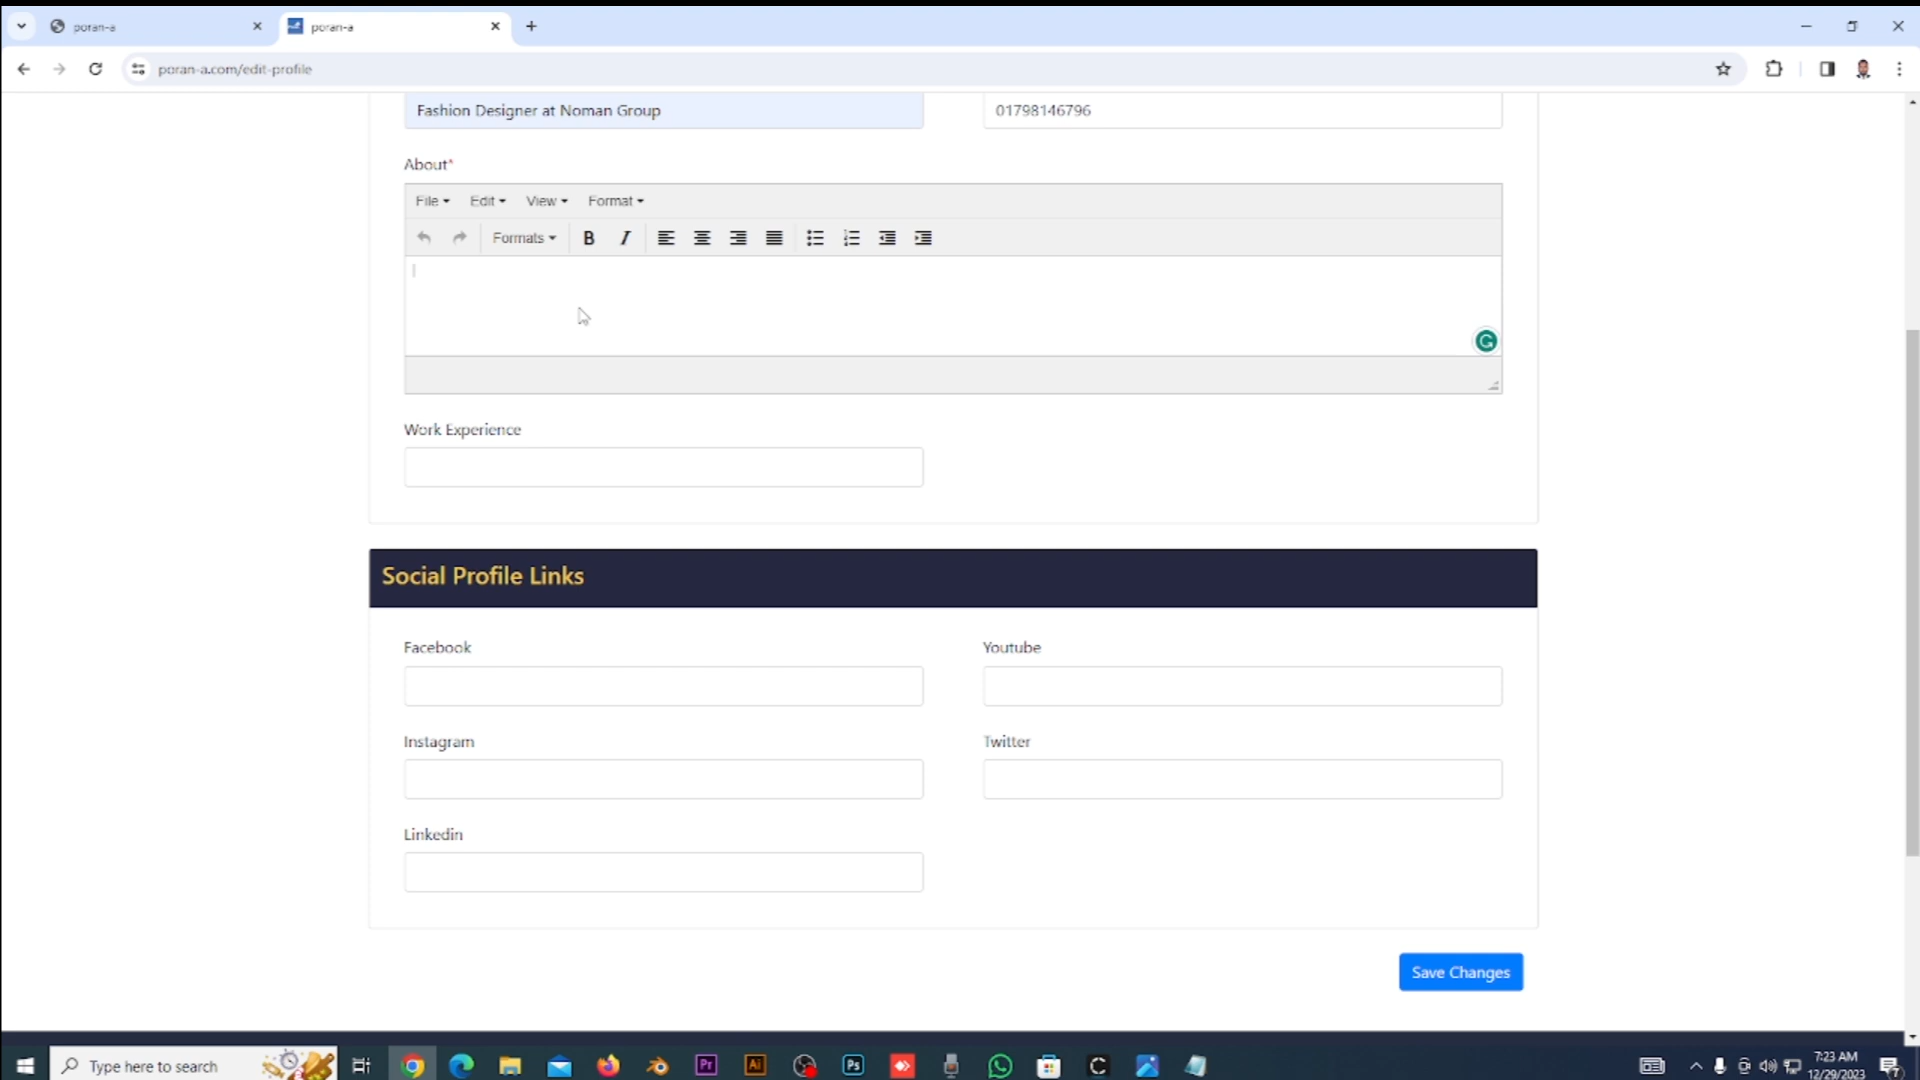 poran-a
poran-a
poran-a.com/edit-profile
Fashion Designer at Noman Group
01798146796
About*
File Edit View Format
Formats B I
Work Experience
Social Profile Links
Facebook
Youtube
Instagram
Twitter
Linkedin
Save Changes
Type here to search
7:23 AM
12/29/2023